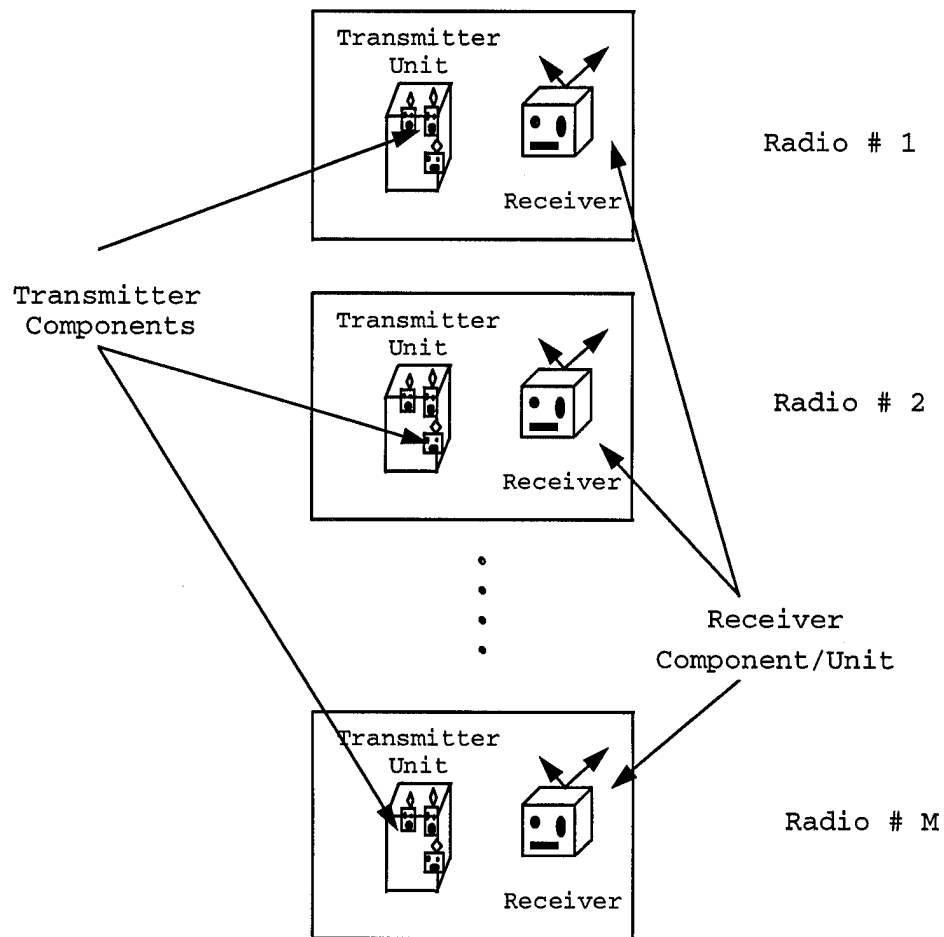 Transmitter
Unit
Receiver
Radio # 1
Transmitter
Components
Transmitter
Unit
Receiver
Radio # 2
Receiver
Component/Unit
Transmitter
Unit
Receiver
Radio # M